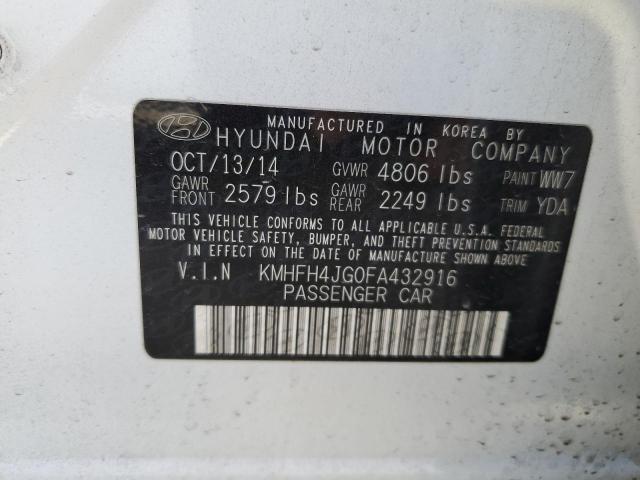 MANUFACTURED IN KOREA BY
HYUNDAI MOTOR COMPANY
OCT/13/14 GVWR 4806 lbs PAINT WW7
GAWR FRONT 2579 lbs GAWR REAR 2249 lbs TRIM YDA
THIS VEHICLE CONFORMS TO ALL APPLICABLE U.S.A. FEDERAL
MOTOR VEHICLE SAFETY, BUMPER, AND THEFT PREVENTION STANDARDS
IN EFFECT ON THE DATE OF MANUFACTURE SHOWN ABOVE.
V.I.N KMHFH4JG0FA432916
PASSENGER CAR